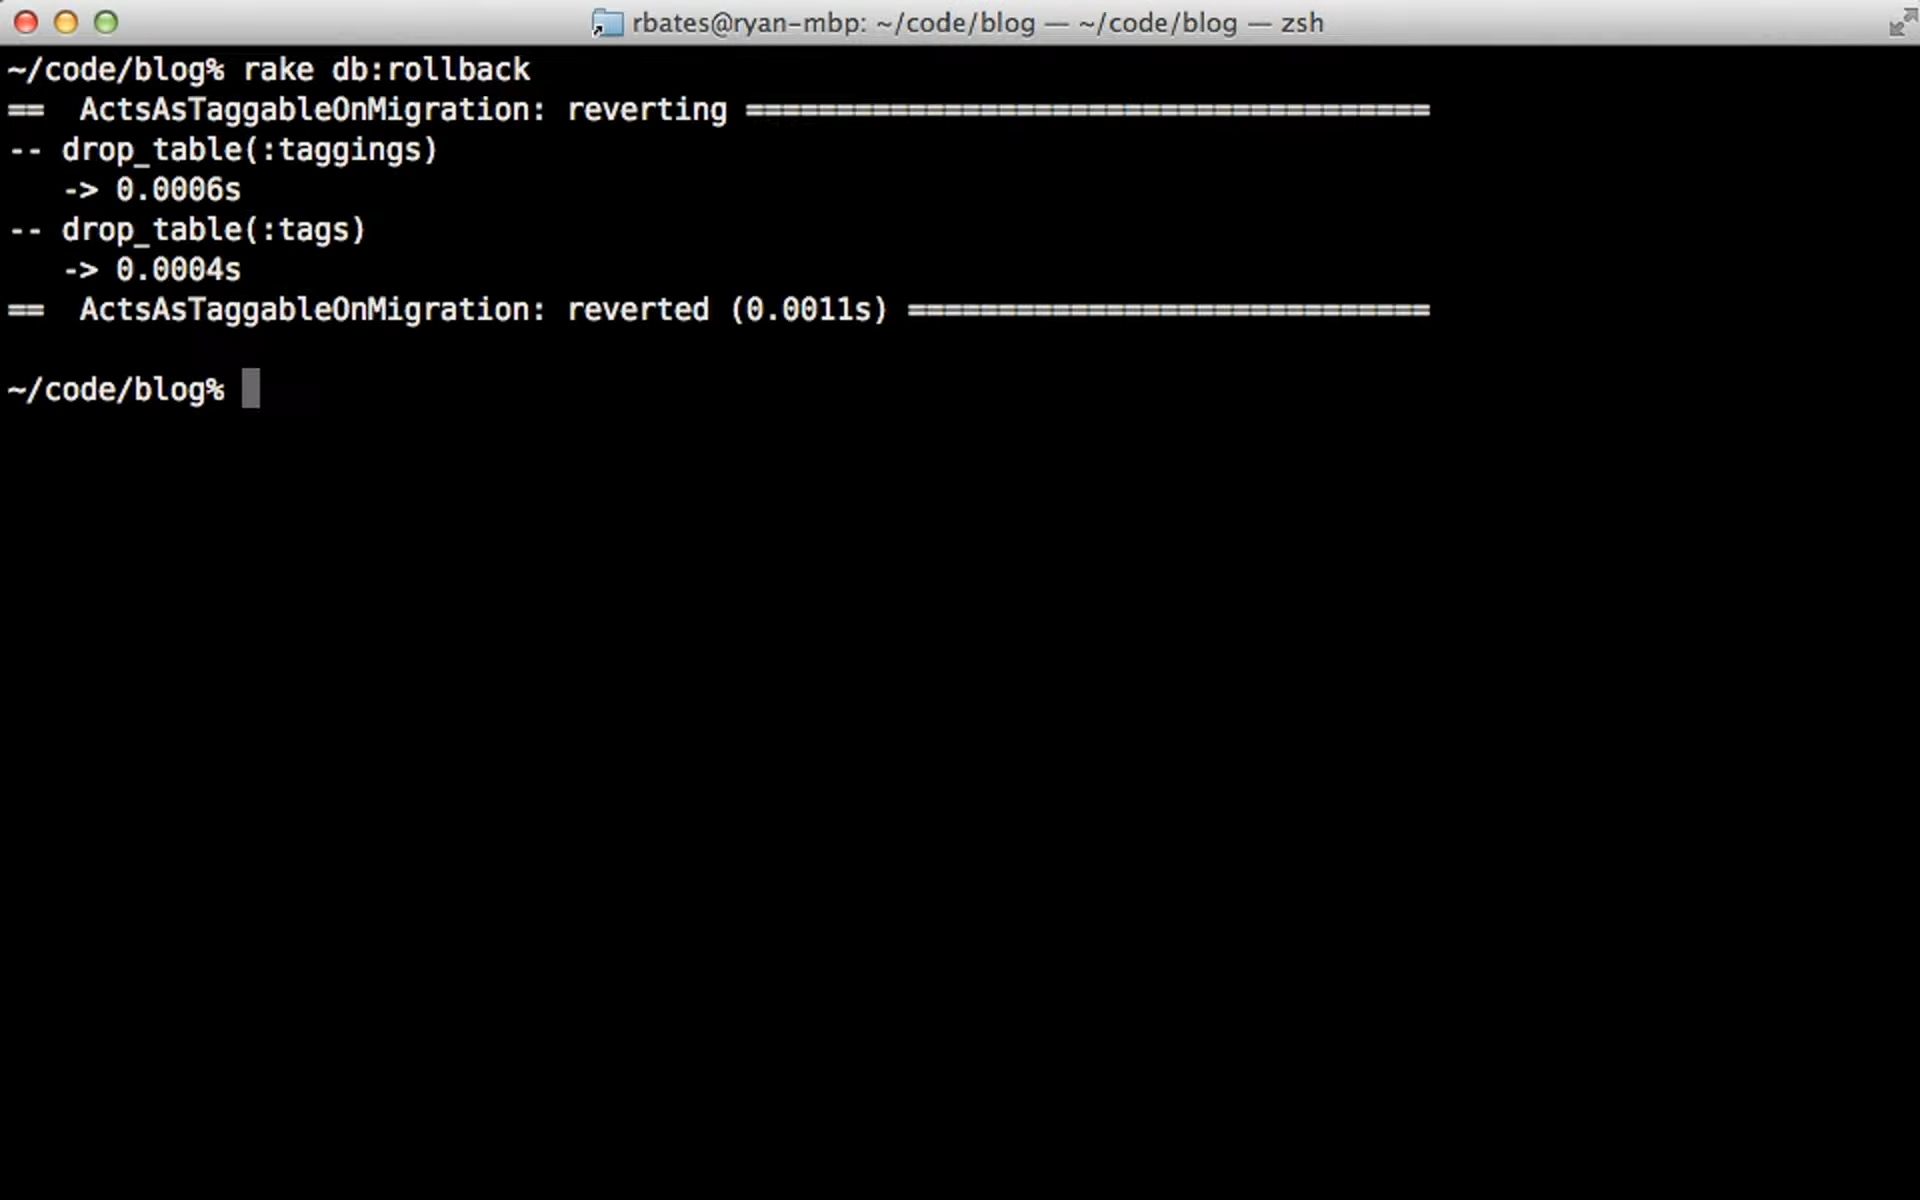 rbates@ryan-mbp: ~/code/blog — ~/code/blog — zsh
~/code/blog% rake db:rollback
==  ActsAsTaggableOnMigration: reverting ======================================
-- drop_table(:taggings)
   -> 0.0006s
-- drop_table(:tags)
   -> 0.0004s
==  ActsAsTaggableOnMigration: reverted (0.0011s) =============================
~/code/blog%